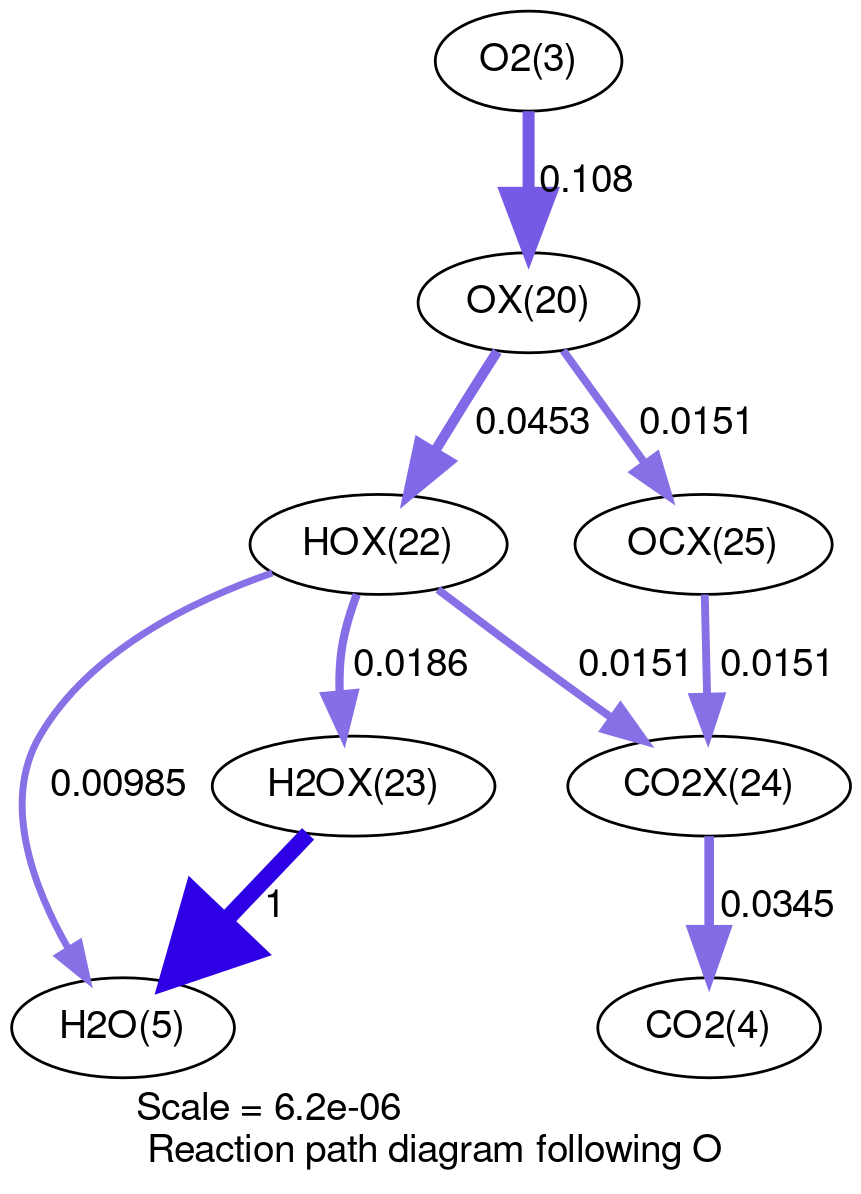 O2(3)
0.108
OX(20)
0.0453
0.0151
HOX(22)
OCX(25)
0.0186
0.0151
0.0151
0.00985
H2OX(23)
CO2X(24)
1
0.0345
H2O(5)
CO2(4)
Scale = 6.2e-06
Reaction path diagram following O